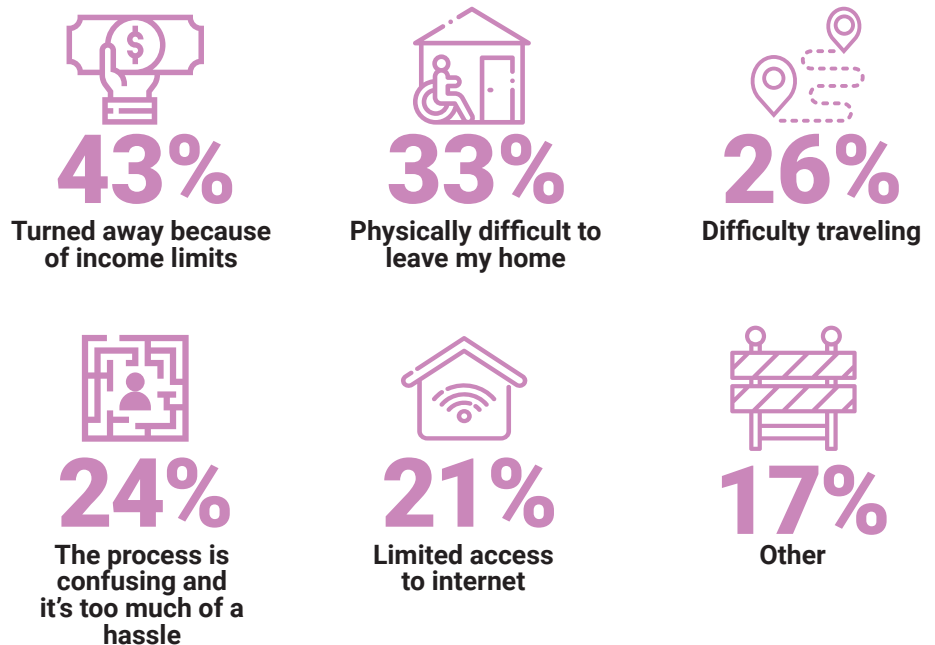 43%
Turned away because
of income limits
33%
Physically difficult to
leave my home
26%
Difficulty traveling
24%
The process is
confusing and
it's too much of a
hassle
21%
Limited access
to internet
17%
Other